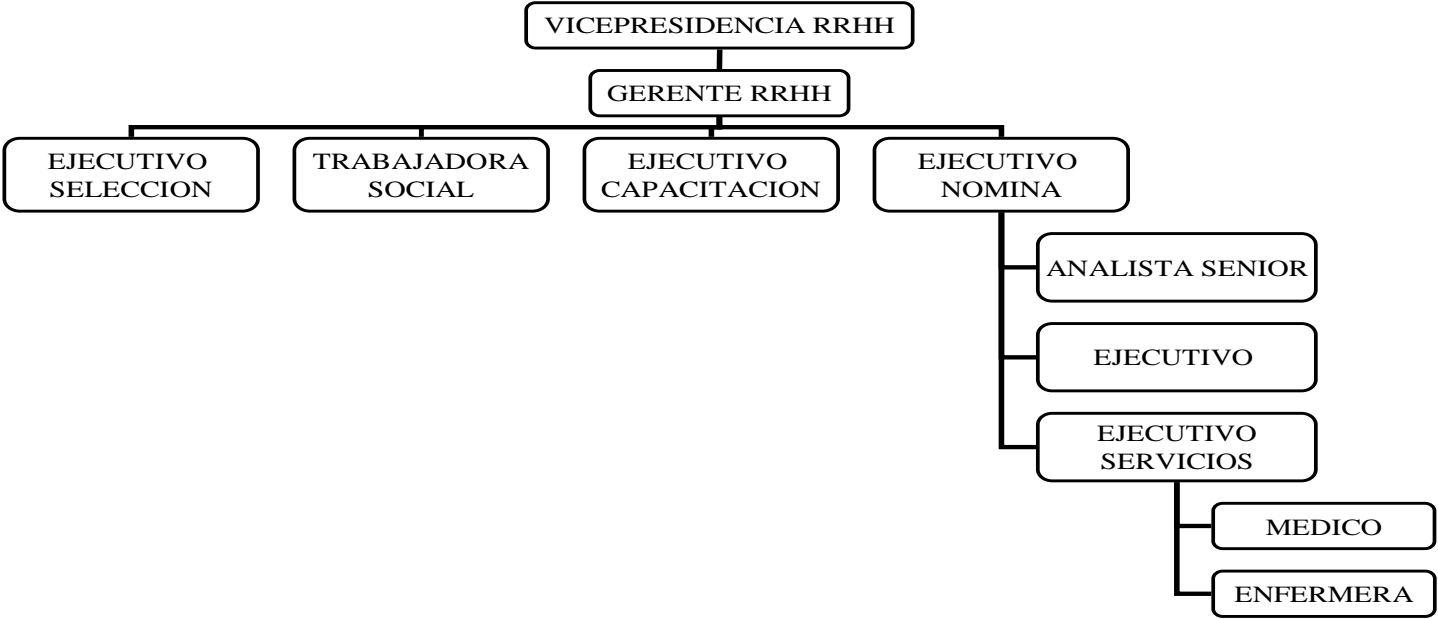 VICEPRESIDENCIA RRHH
GERENTE RRHH
EJECUTIVO
SELECCION
TRABAJADORA
SOCIAL
EJECUTIVO
CAPACITACION
EJECUTIVO
NOMINA
ANALISTA SENIOR
EJECUTIVO
EJECUTIVO
SERVICIOS
MEDICO
ENFERMERA